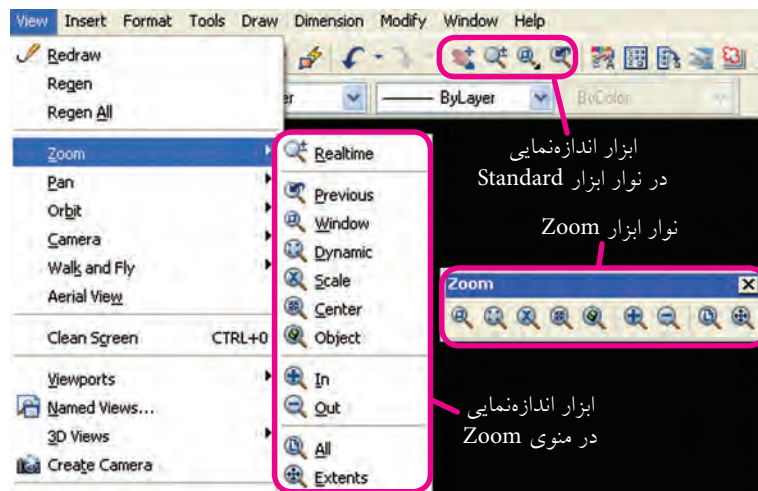 View Insert Format Tools Draw Dimension Modify Window Help
Redraw
Regen
Regen All
Zoom
Pan
Orbit
Camera
Walk and Fly
Aerial View
Clean Screen CTRL+0
Viewports
Named Views...
3D Views
Create Camera
Realtime
Previous
Window
Dynamic
Scale
Center
Object
In
Out
All
Extents
er
ByLayer
ByColor
ابزار اندازه‌نمایی
در نوار ابزار Standard
نوار ابزار Zoom
Zoom
ابزار اندازه‌نمایی
در منوی Zoom